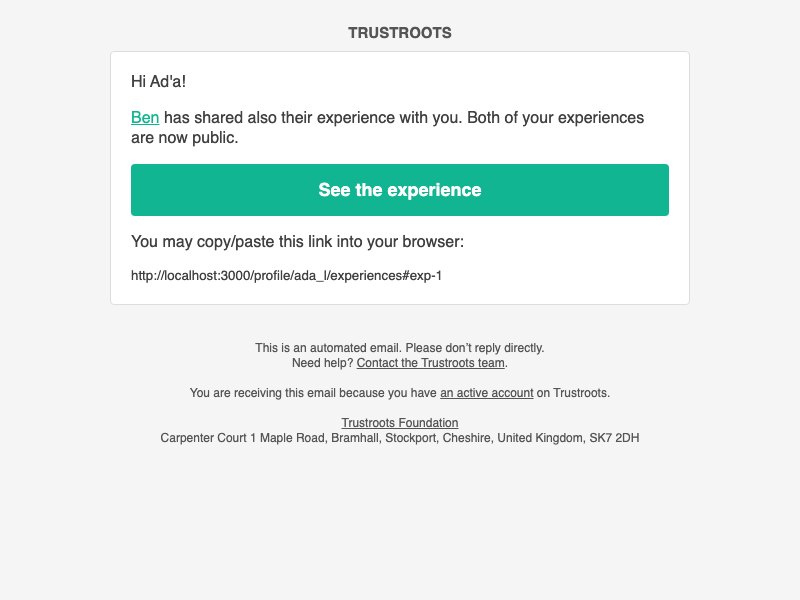 TRUSTROOTS
Hi Ad'a!
Ben has shared also their experience with you. Both of your experiences
are now public.
See the experience
You may copy/paste this link into your browser:
http://localhost:3000/profile/ada_l/experiences#exp-1
This is an automated email. Please don’t reply directly.
Need help? Contact the Trustroots team.
You are receiving this email because you have an active account on Trustroots.
Trustroots Foundation
Carpenter Court 1 Maple Road, Bramhall, Stockport, Cheshire, United Kingdom, SK7 2DH